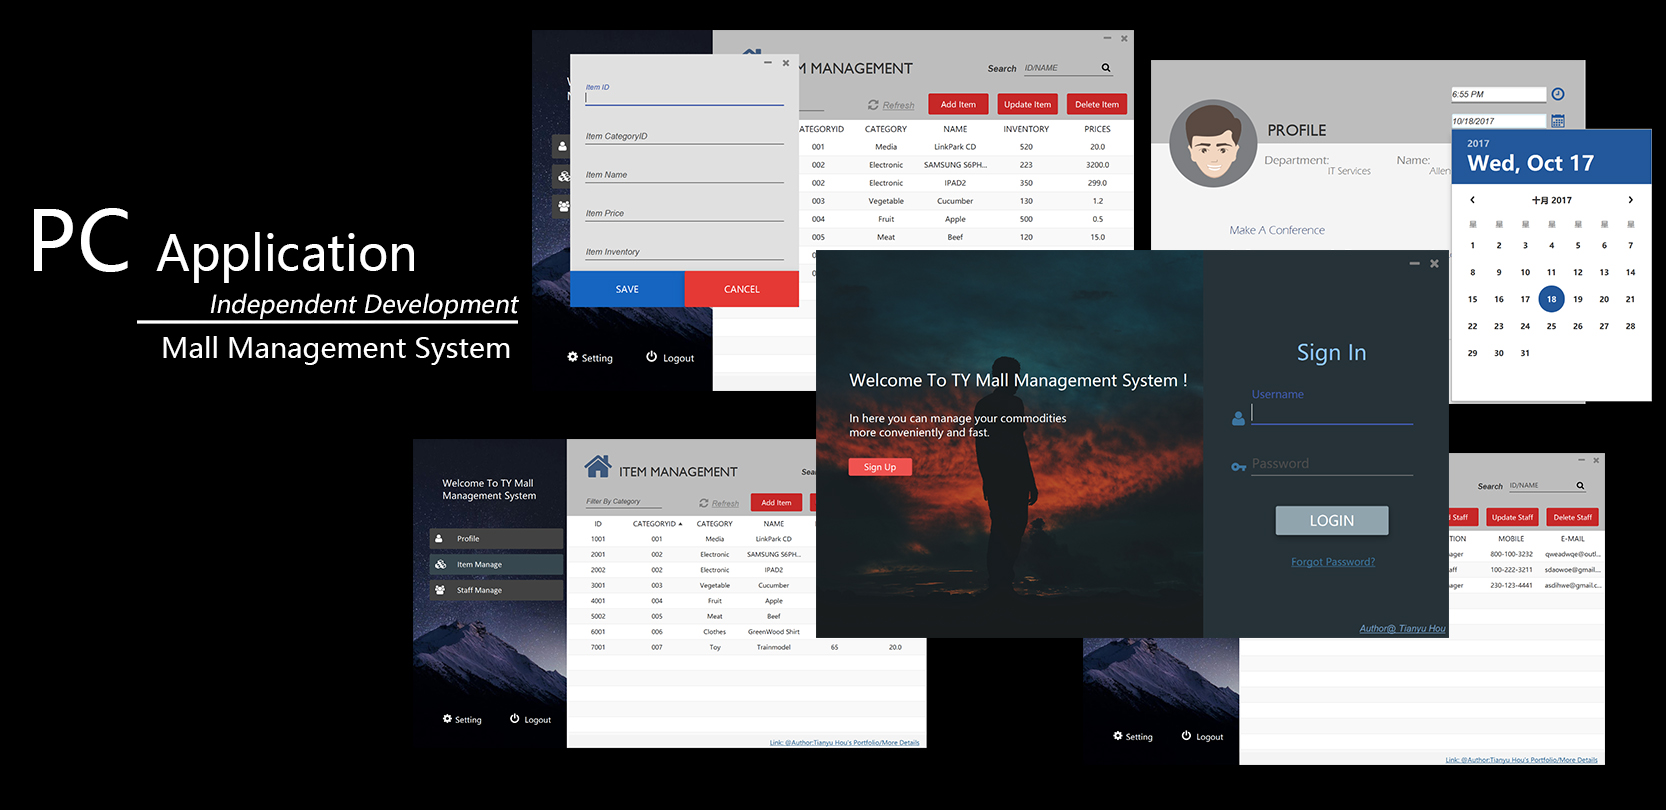 PC Application
Independent Development
Mall Management System
M MANAGEMENT
Search ID/NAME
Refresh Add Item Update Item Delete Item
ATEGORYID CATEGORY NAME INVENTORY PRICES
001 Media LinkPark CD 520 20.0
002 Electronic SAMSUNG S6PH... 223 3200.0
002 Electronic IPAD2 350 299.0
003 Vegetable Cucumber 130 1.2
004 Fruit Apple 500 0.5
005 Meat Beef 120 15.0
Item ID
Item CategoryID
Item Name
Item Price
Item Inventory
SAVE CANCEL
Setting Logout
PROFILE
Department: Name:
IT Services Allen
Make A Conference
6:55 PM
10/18/2017
2017
Wed, Oct 17
十月 2017
星 星 星 星 星 星 星
1 2 3 4 5 6 7
8 9 10 11 12 13 14
15 16 17 18 19 20 21
22 23 24 25 26 27 28
29 30 31
Welcome To TY Mall Management System !
In here you can manage your commodities
more conveniently and fast.
Sign Up
Sign In
Username
Password
LOGIN
Forgot Password?
Author@ Tianyu Hou
Welcome To TY Mall
Management System
Profile
Item Manage
Staff Manage
Setting Logout
ITEM MANAGEMENT
Sea
Filter By Category Refresh Add Item
ID CATEGORYID CATEGORY NAME
1001 001 Media LinkPark CD
2001 002 Electronic SAMSUNG S6PH...
2002 002 Electronic IPAD2
3001 003 Vegetable Cucumber
4001 004 Fruit Apple
5002 005 Meat Beef
6001 006 Clothes GreenWood Shirt
7001 007 Toy Trainmodel 65 20.0
Link: @Author:Tianyu Hou's Portfolio/More Details
Search ID/NAME
Staff Update Staff Delete Staff
TION MOBILE E-MAIL
ager 800-100-3232 qweadwqe@outl...
aff 100-222-3211 sdaowoe@gmail...
ager 230-123-4441 asdihwe@gmail.c...
Setting Logout
Link: @Author:Tianyu Hou's Portfolio/More Details